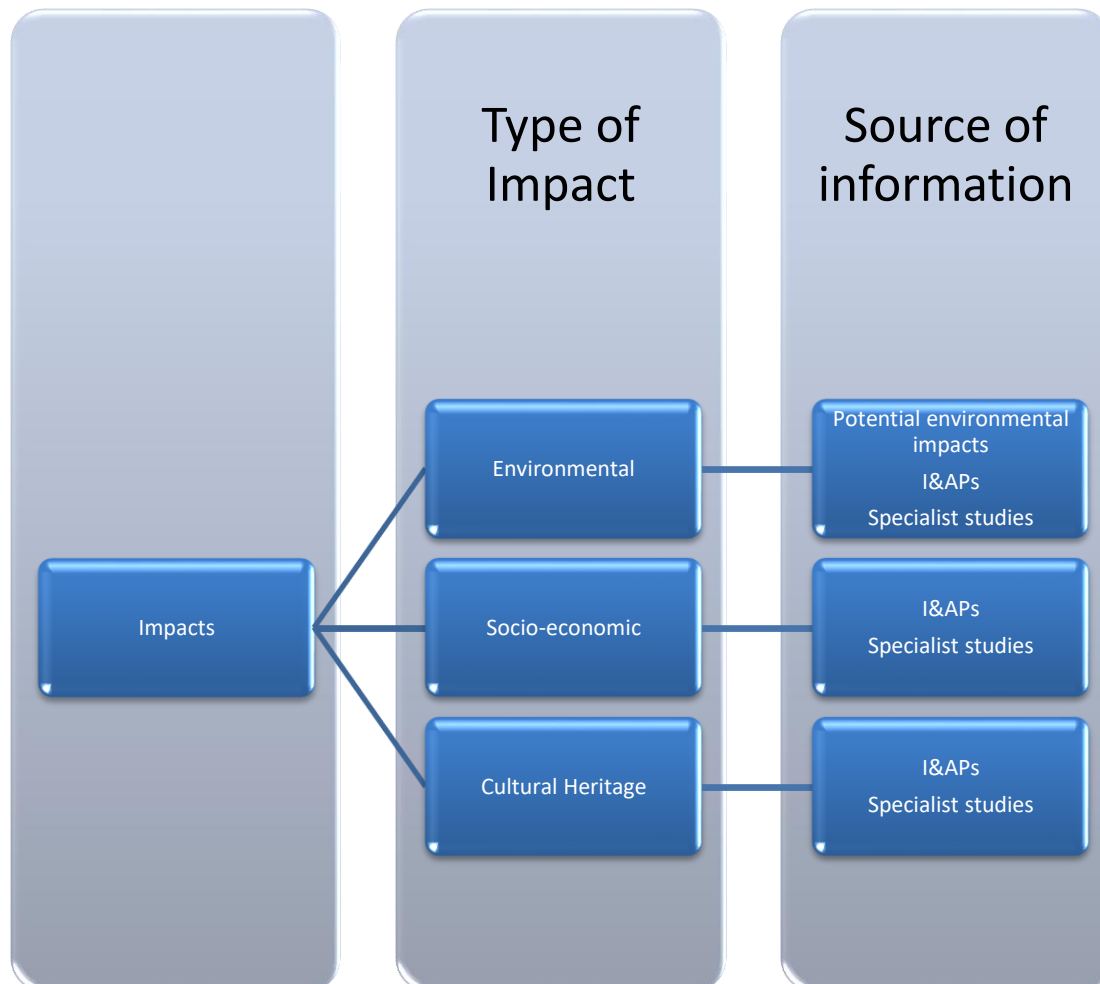 Type of
Impact
Source of
information
Impacts
Environmental
Potential environmental
impacts
I&APs
Specialist studies
Socio-economic
I&APs
Specialist studies
Cultural Heritage
I&APs
Specialist studies